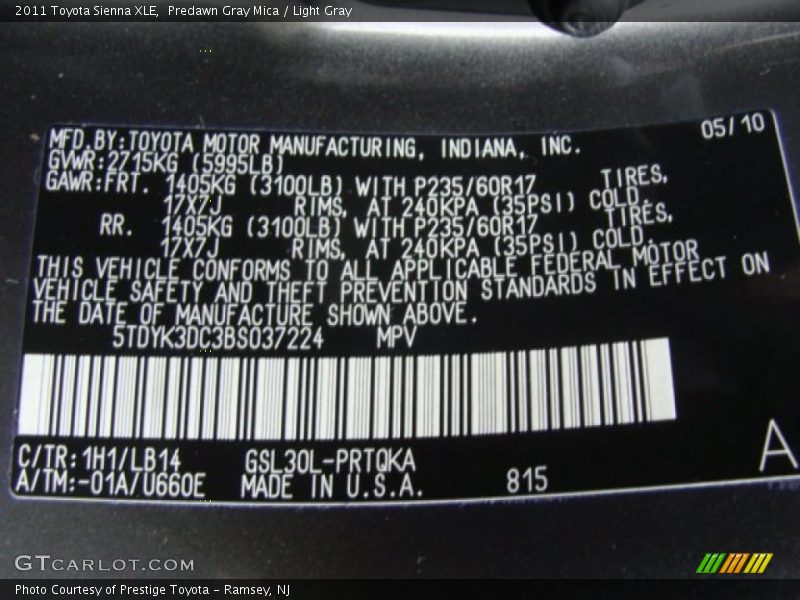 2011 Toyota Sienna XLE,  Predawn Gray Mica / Light Gray
05/10
MFD.BY:TOYOTA MOTOR MANUFACTURING, INDIANA, INC.
GVWR:2715KG (5995LB)
GAWR:FRT. 1405KG (3100LB) WITH P235/60R17 TIRES,
17X7J RIMS, AT 240KPA (35PSI) COLD.
RR. 1405KG (3100LB) WITH P235/60R17 TIRES,
17X7J RIMS, AT 240KPA (35PSI) COLD.
THIS VEHICLE CONFORMS TO ALL APPLICABLE FEDERAL MOTOR
VEHICLE SAFETY AND THEFT PREVENTION STANDARDS IN EFFECT ON
THE DATE OF MANUFACTURE SHOWN ABOVE.
5TDYK3DC3BS037224 MPV
C/TR:1H1/LB14 GSL30L-PRTQKA
A/TM:-01A/U660E MADE IN U.S.A. 815
A
GTCARLOT.COM
Photo Courtesy of Prestige Toyota - Ramsey, NJ